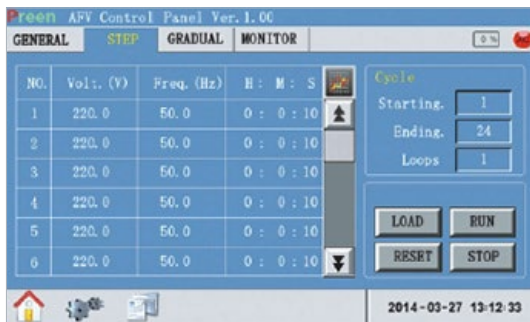 Preen AFV Control Panel Ver. 1.00
GENERAL STEP GRADUAL MONITOR 0 %
NO. Volt. (V) Freq. (Hz) H : M : S
1 220.0 50.0 0 : 0 : 10
2 220.0 50.0 0 : 0 : 10
3 220.0 50.0 0 : 0 : 10
4 220.0 50.0 0 : 0 : 10
5 220.0 50.0 0 : 0 : 10
6 220.0 50.0 0 : 0 : 10
Cycle
Starting. 1
Ending. 24
Loops 1
LOAD RUN
RESET STOP
2014-03-27 13:12:33